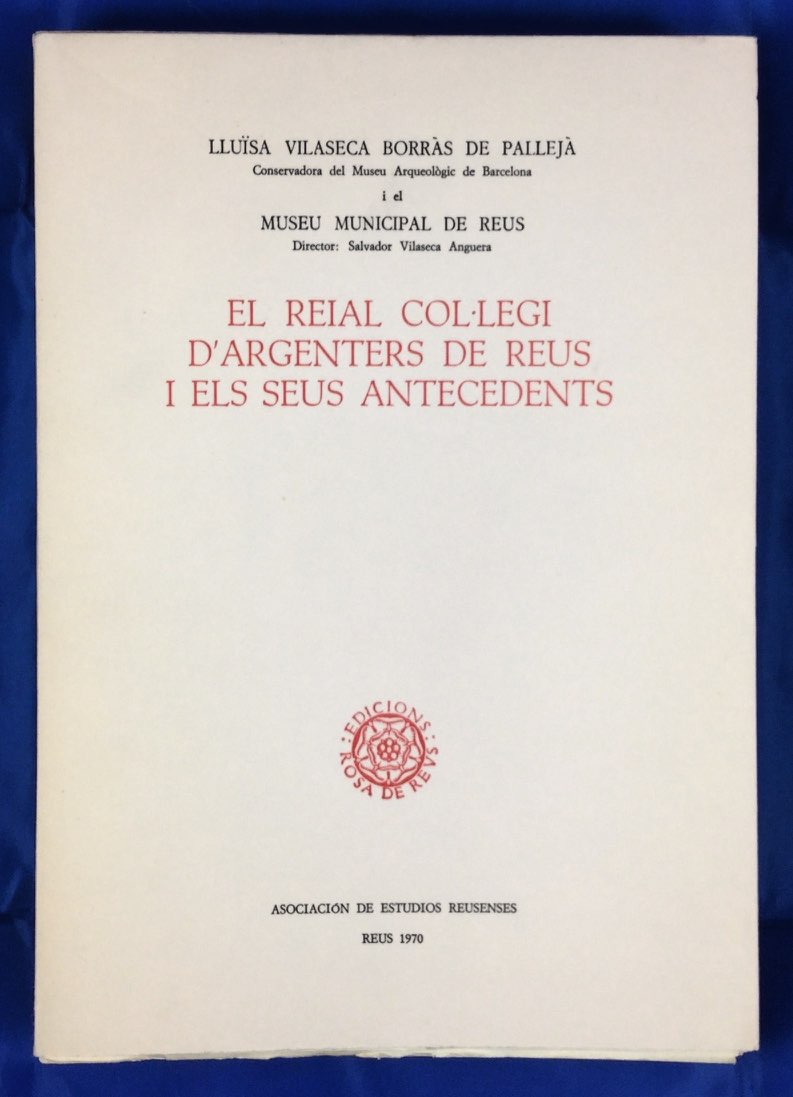 LLUÏSA VILASECA BORRÀS DE PALLEJÀ
Conservadora del Museu Arqueològic de Barcelona
i el
MUSEU MUNICIPAL DE REUS
Director: Salvador Vilaseca Anguera
EL REIAL COL·LEGI
D'ARGENTERS DE REUS
I ELS SEUS ANTECEDENTS
: EDICIONS :
ROSA DE REVS
ASOCIACIÓN DE ESTUDIOS REUSENSES
REUS 1970